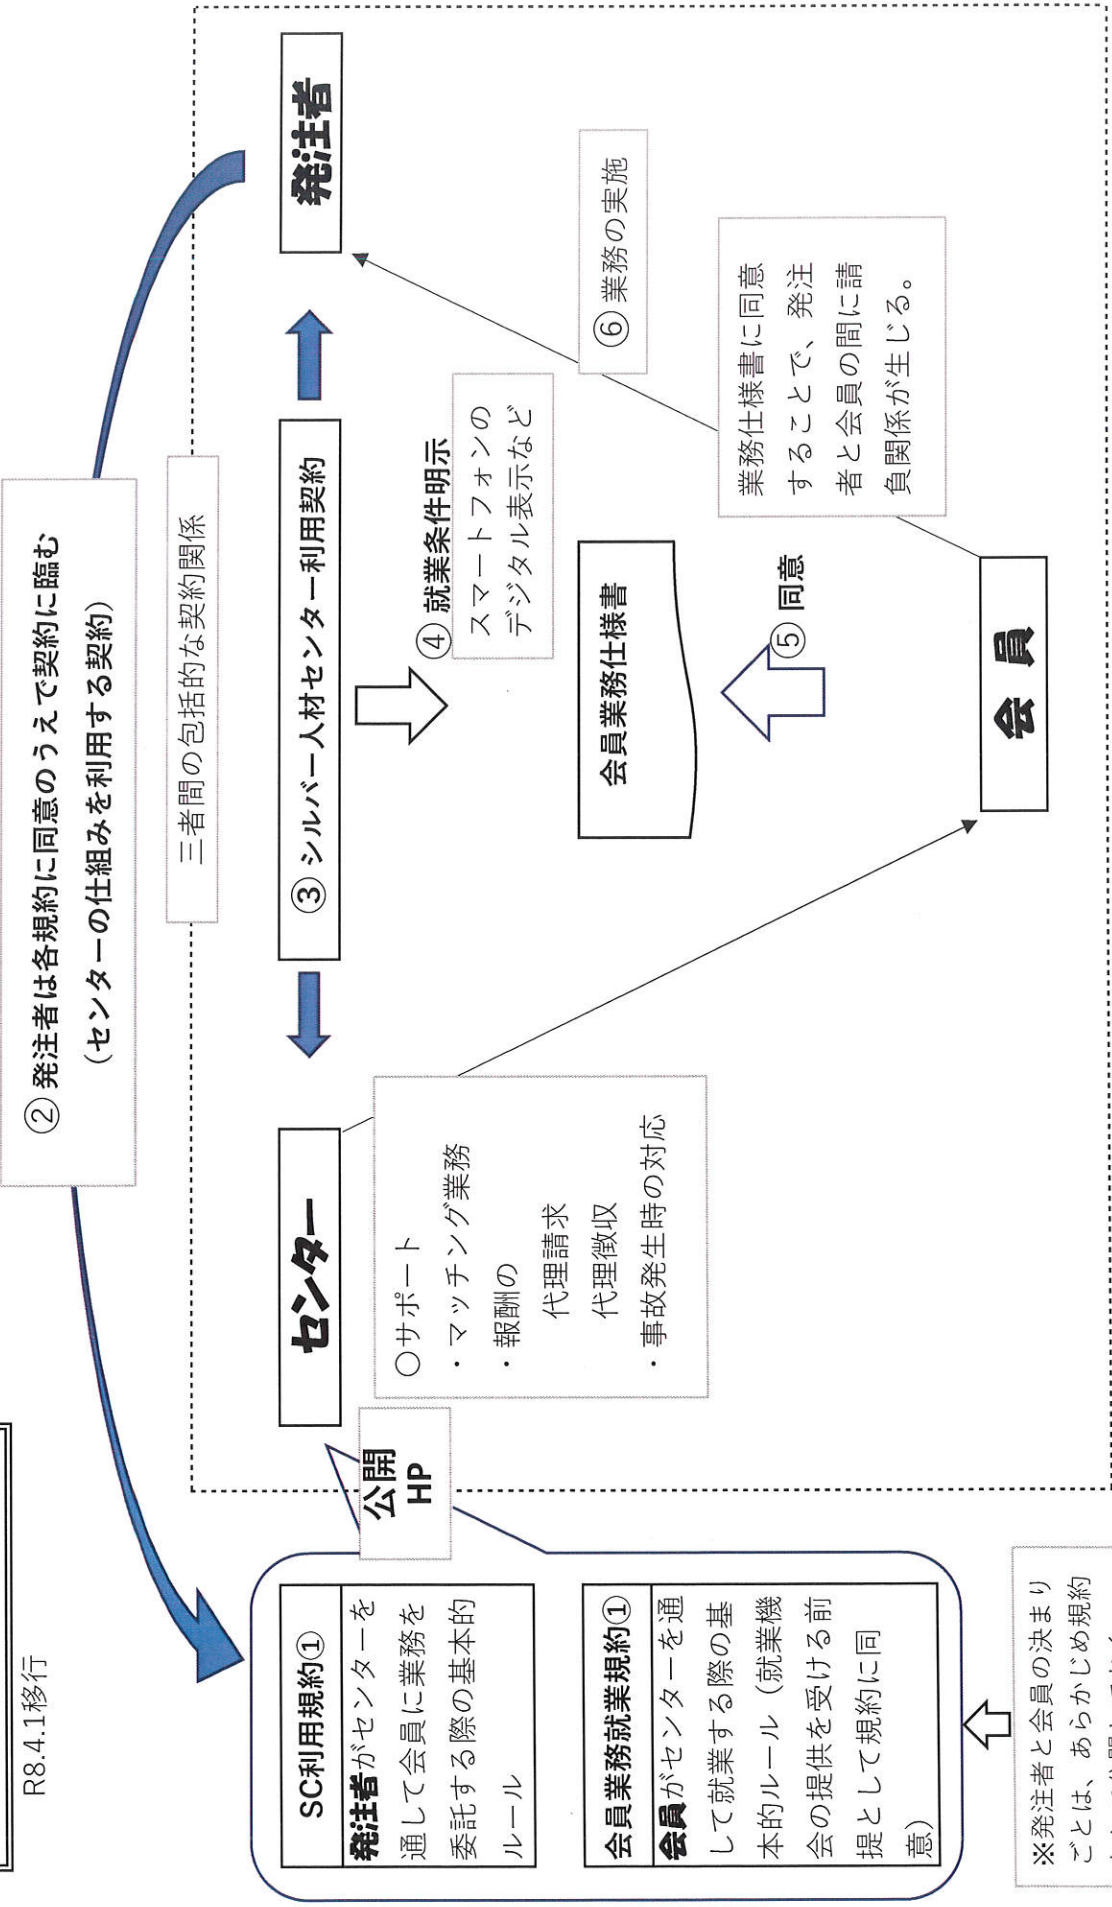 R8.4.1移行
②発注者は各規約に同意のうえで契約に臨む
（センターの仕組みを利用する契約）
三者間の包括的な契約関係
センター
③シルバー人材センター利用契約
発注者
公開
HP
SC利用規約①
発注者がセンターを
通して会員に業務を
委託する際の基本的
ルール
会員業務就業規約①
会員がセンターを通
して就業する際の基
本的ルール（就業機
会の提供を受ける前
提として規約に同
意）
※発注者と会員の決まり
ごとは、あらかじめ規約
〇サポート
・マッチング業務
・報酬の
代理請求
代理徴収
・事故発生時の対応
④就業条件明示
スマートフォンの
デジタル表示など
会員業務仕様書
⑤同意
⑥業務の実施
業務仕様書に同意
することで、発注
者と会員の間に請
負関係が生じる。
会員